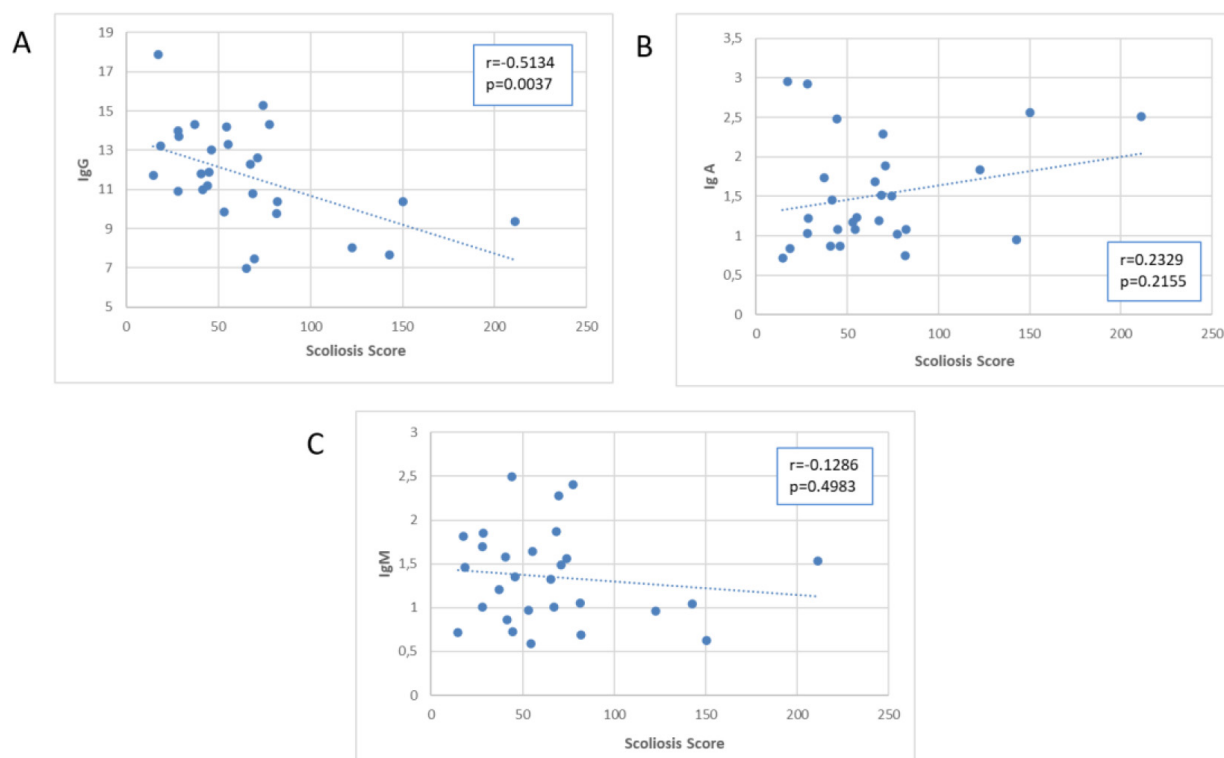 A
19
17
15
13
11
9
7
5
IgG
r=-0.5134
p=0.0037
0 50 100 150 200 250
Scoliosis Score
B
3,5
3
2,5
2
1,5
1
0,5
0
Ig A
r=0.2329
p=0.2155
0 50 100 150 200 250
Scoliosis Score
C
3
2,5
2
1,5
1
0,5
0
IgM
r=-0.1286
p=0.4983
0 50 100 150 200 250
Scoliosis Score